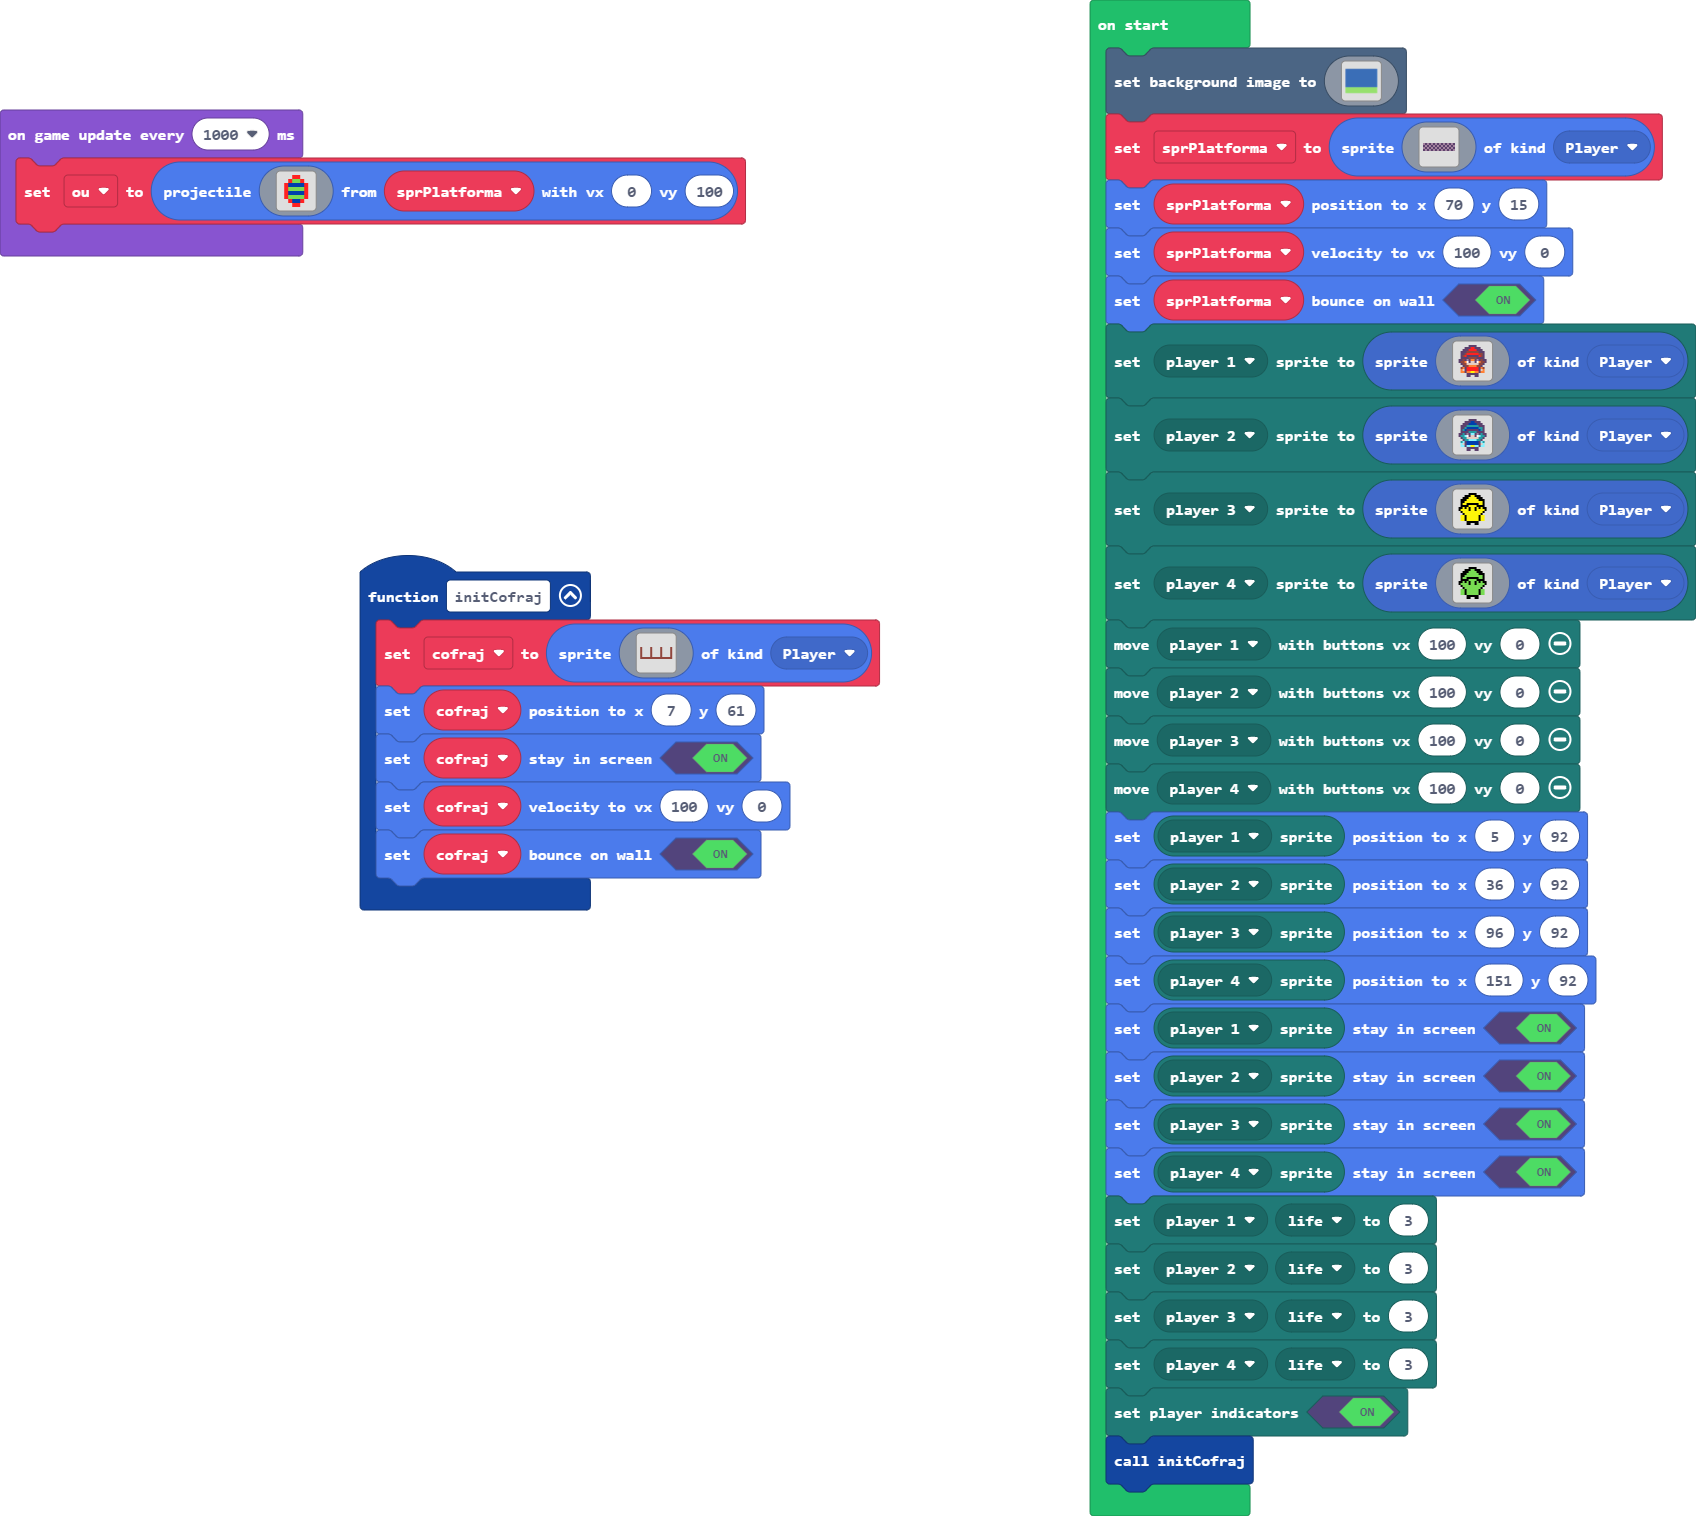 on game update every 1000 ms
set ou to projectile from sprPlatforma with vx 0 vy 100
function initCofraj
set cofraj to sprite of kind Player
set cofraj position to x 7 y 61
set cofraj stay in screen ON
set cofraj velocity to vx 100 vy 0
set cofraj bounce on wall ON
on start
set background image to
set sprPlatforma to sprite of kind Player
set sprPlatforma position to x 70 y 15
set sprPlatforma velocity to vx 100 vy 0
set sprPlatforma bounce on wall ON
set player 1 sprite to sprite of kind Player
set player 2 sprite to sprite of kind Player
set player 3 sprite to sprite of kind Player
set player 4 sprite to sprite of kind Player
move player 1 with buttons vx 100 vy 0
move player 2 with buttons vx 100 vy 0
move player 3 with buttons vx 100 vy 0
move player 4 with buttons vx 100 vy 0
set player 1 sprite position to x 5 y 92
set player 2 sprite position to x 36 y 92
set player 3 sprite position to x 96 y 92
set player 4 sprite position to x 151 y 92
set player 1 sprite stay in screen ON
set player 2 sprite stay in screen ON
set player 3 sprite stay in screen ON
set player 4 sprite stay in screen ON
set player 1 life to 3
set player 2 life to 3
set player 3 life to 3
set player 4 life to 3
set player indicators ON
call initCofraj